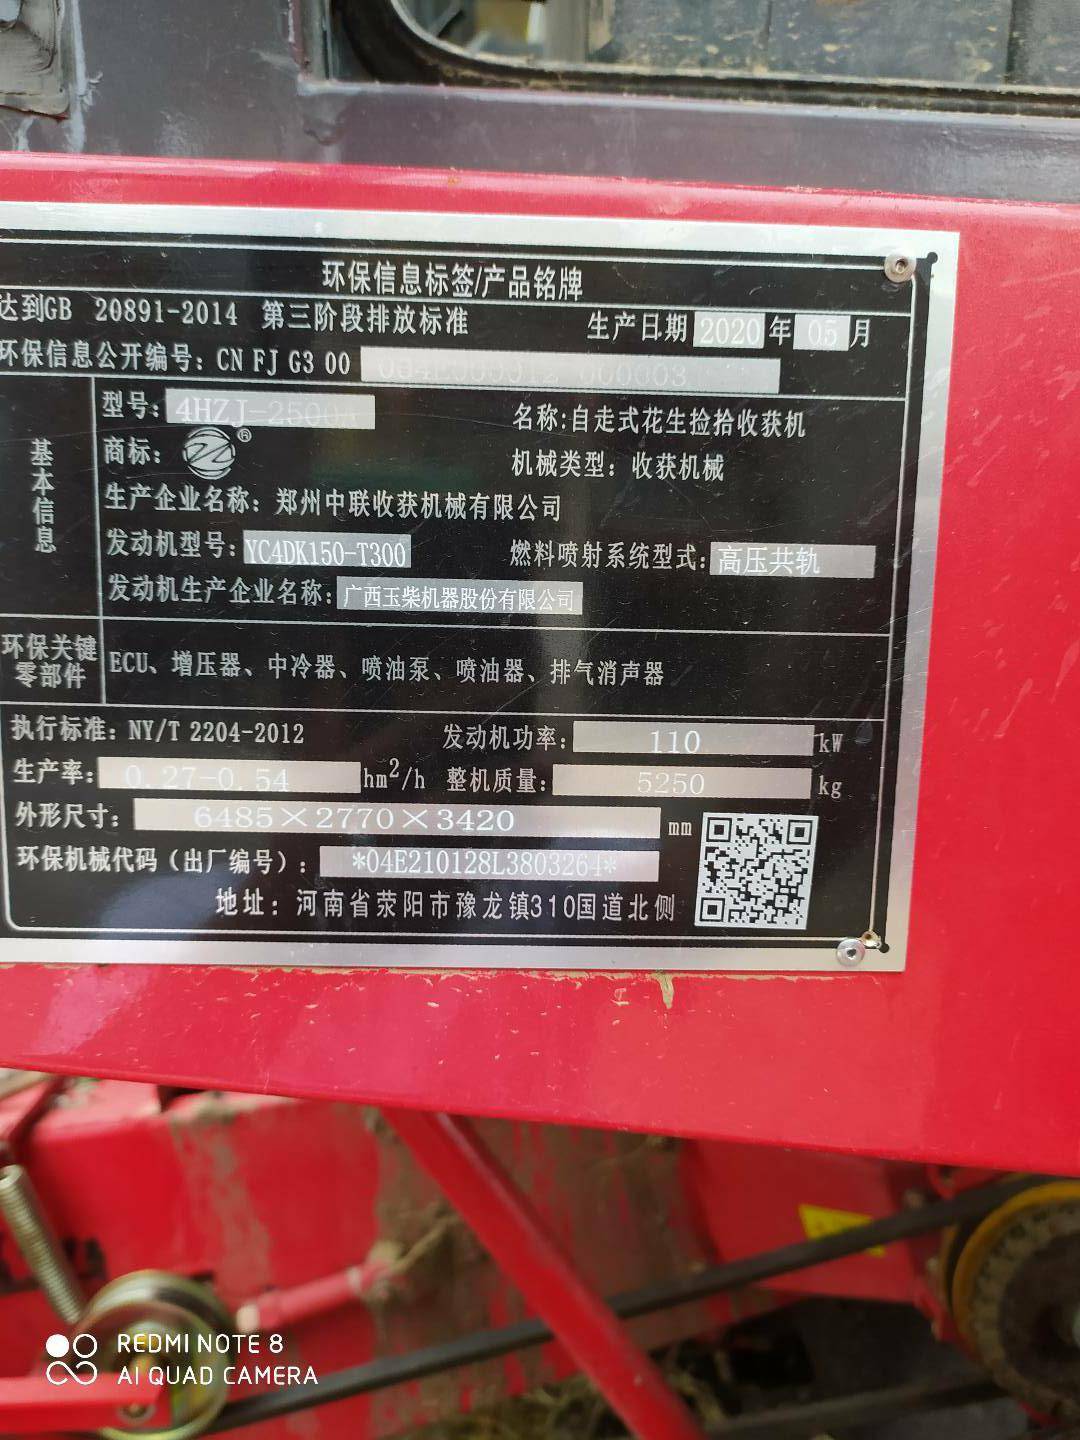 环保信息标签/产品铭牌
达到GB 20891-2014 第三阶段排放标准 生产日期 2020 年 05 月
环保信息公开编号: CN FJ G3 00
型号: 4HZJ-2500 名称:自走式花生捡拾收获机
商标: ® 机械类型: 收获机械
基本信息
生产企业名称: 郑州中联收获机械有限公司
发动机型号: YC4DK150-T300 燃料喷射系统型式: 高压共轨
发动机生产企业名称: 广西玉柴机器股份有限公司
环保关键零部件 ECU、增压器、中冷器、喷油泵、喷油器、排气消声器
执行标准: NY/T 2204-2012 发动机功率: 110 kW
生产率: 0.27-0.54 hm²/h 整机质量: 5250 kg
外形尺寸: 6485×2770×3420 mm
环保机械代码(出厂编号): *04E210128L3803264*
地址: 河南省荥阳市豫龙镇310国道北侧
REDMI NOTE 8
AI QUAD CAMERA